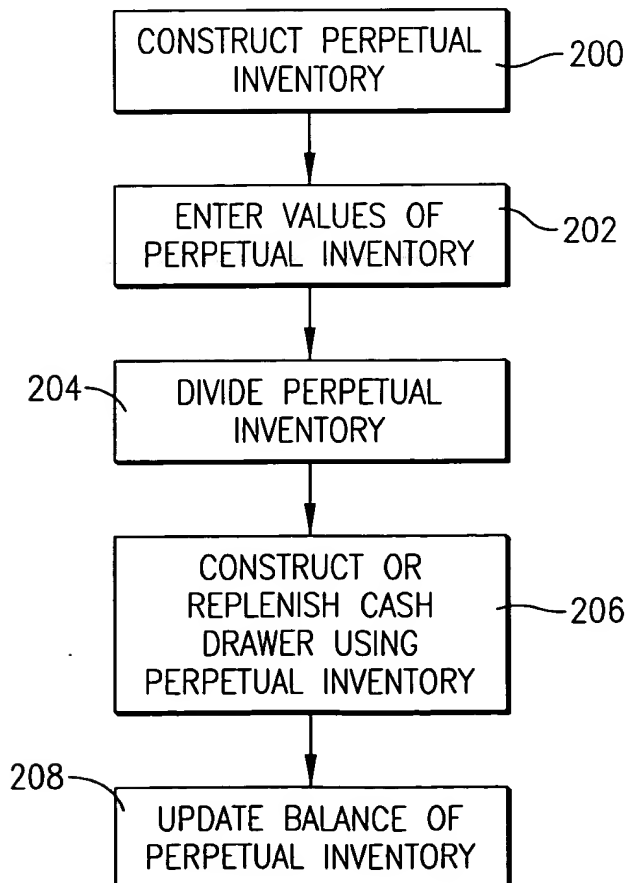 CONSTRUCT PERPETUAL
INVENTORY
200
ENTER VALUES OF
PERPETUAL INVENTORY
202
204
DIVIDE PERPETUAL
INVENTORY
CONSTRUCT OR
REPLENISH CASH
DRAWER USING
PERPETUAL INVENTORY
206
208
UPDATE BALANCE OF
PERPETUAL INVENTORY